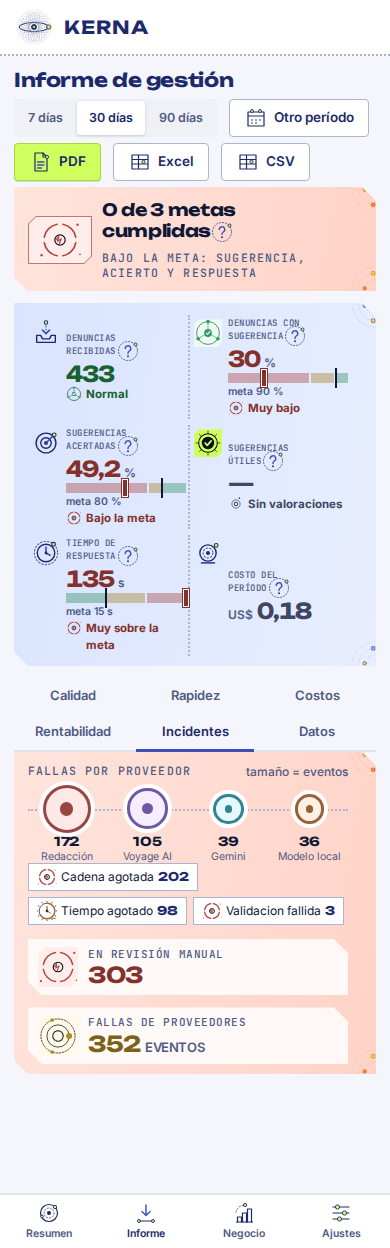 KERNA
Informe de gestión
7 días 30 días 90 días Otro período
PDF Excel CSV
0 de 3 metas
cumplidas ?
BAJO LA META: SUGERENCIA,
ACIERTO Y RESPUESTA
DENUNCIAS
RECIBIDAS ?
433
Normal
DENUNCIAS CON
SUGERENCIA ?
30 %
meta 90 %
Muy bajo
SUGERENCIAS
ACERTADAS ?
49,2 %
meta 80 %
Bajo la meta
SUGERENCIAS
ÚTILES ?
—
Sin valoraciones
TIEMPO DE
RESPUESTA ?
135 s
meta 15 s
Muy sobre la
meta
COSTO DEL
PERÍODO ?
US$ 0,18
Calidad Rapidez Costos
Rentabilidad Incidentes Datos
FALLAS POR PROVEEDOR tamaño = eventos
172 105 39 36
Redacción Voyage AI Gemini Modelo local
Cadena agotada 202
Tiempo agotado 98 Validacion fallida 3
EN REVISIÓN MANUAL
303
FALLAS DE PROVEEDORES
352 EVENTOS
Resumen Informe Negocio Ajustes